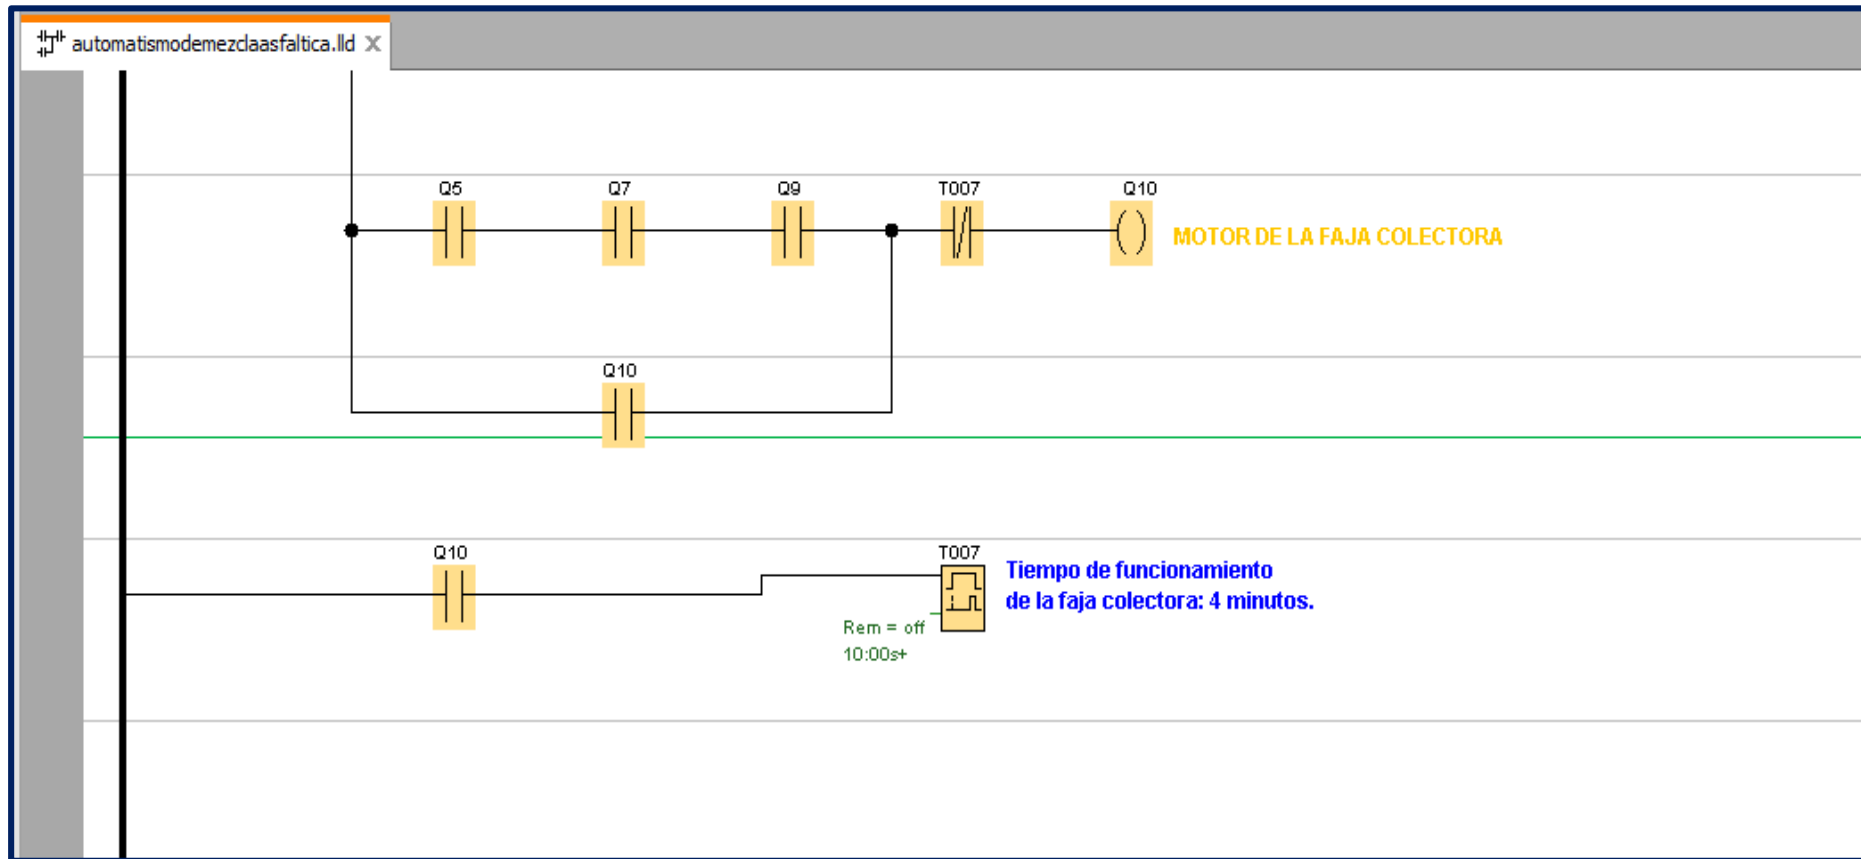 automatismodemezclaasfaltica.lld X
Q5 Q7 Q9 T007 Q10
MOTOR DE LA FAJA COLECTORA
Q10
Q10 T007
Tiempo de funcionamiento
de la faja colectora: 4 minutos.
Rem = off
10:00s+